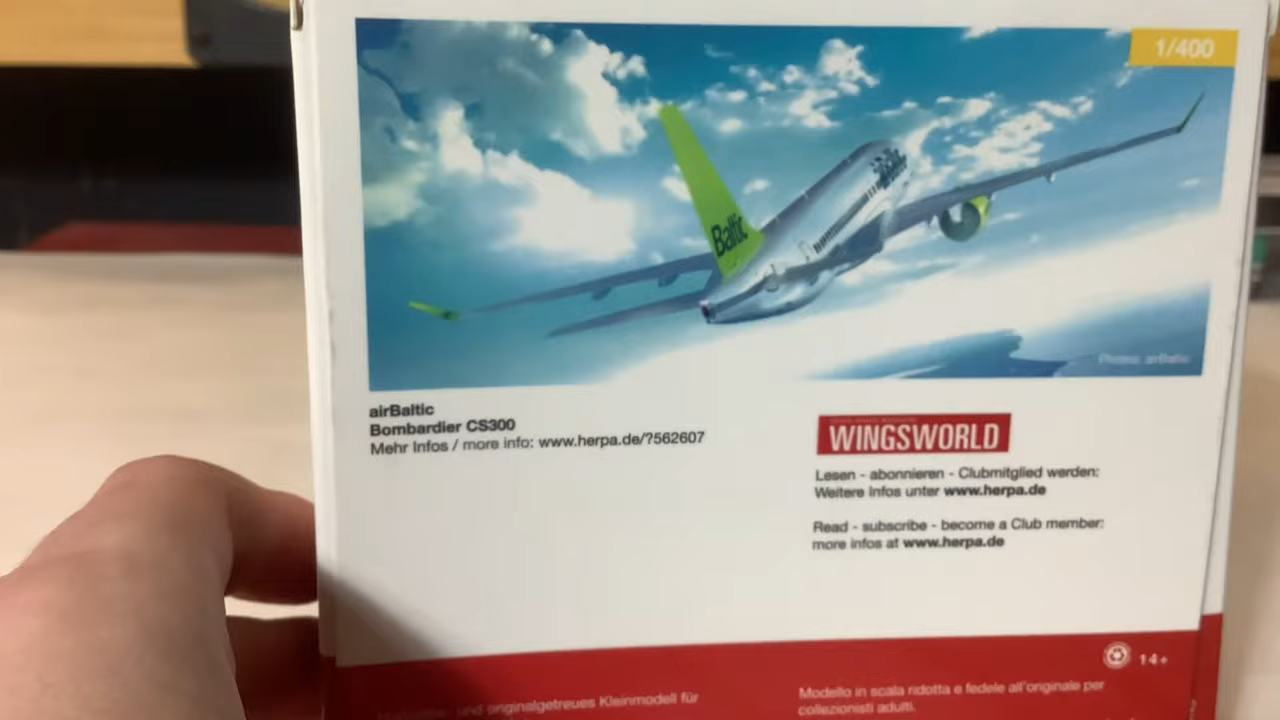 1/400
Baltic
Baltic
Photo: airBaltic
airBaltic
Bombardier CS300
Mehr Infos / more info: www.herpa.de/?562607
WINGSWORLD
Lesen - abonnieren - Clubmitglied werden:
Weitere Infos unter www.herpa.de
Read - subscribe - become a Club member:
more infos at www.herpa.de
14+
und originalgetreues Kleinmodell für
Modello in scala ridotta e fedele all'originale per
collezionisti adulti.